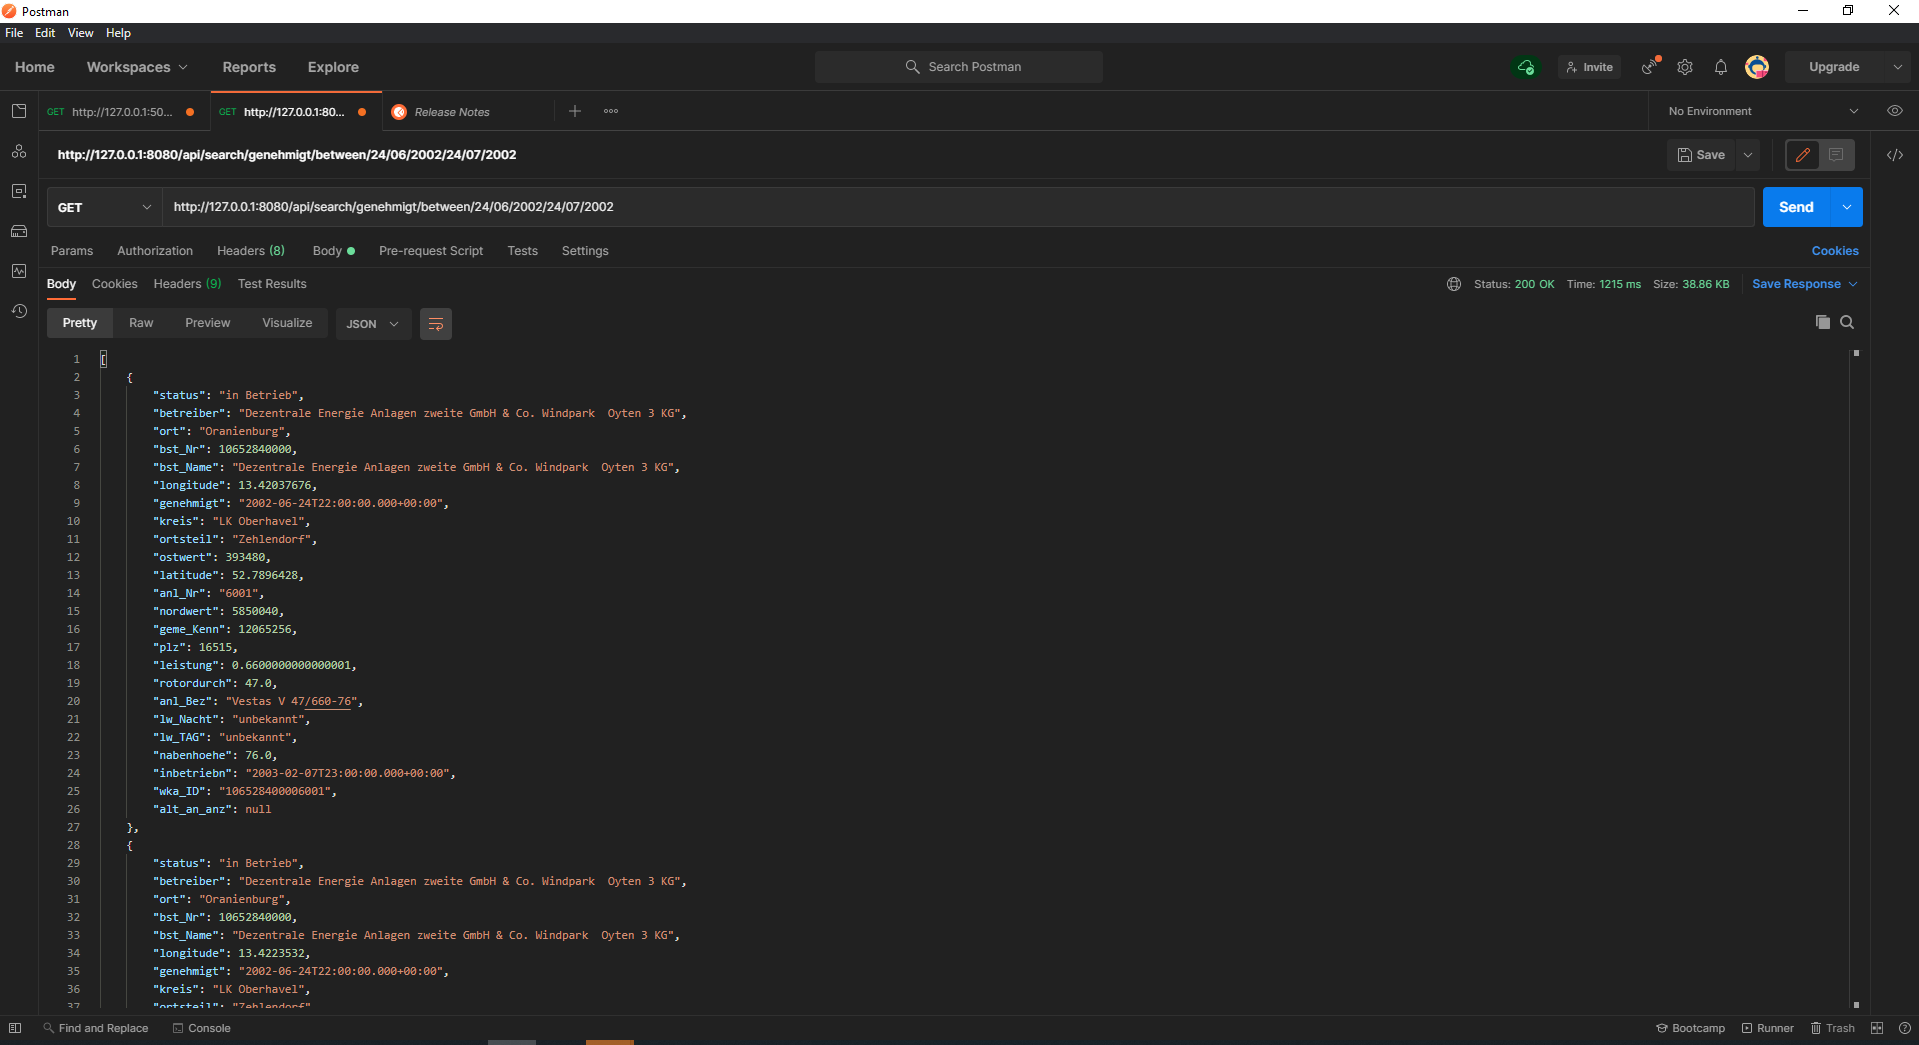 Postman
File Edit View Help
Home Workspaces Reports Explore Search Postman Invite Upgrade
GET http://127.0.0.1:50... GET http://127.0.0.1:80... Release Notes No Environment
http://127.0.0.1:8080/api/search/genehmigt/between/24/06/2002/24/07/2002 Save
GET http://127.0.0.1:8080/api/search/genehmigt/between/24/06/2002/24/07/2002 Send
Params Authorization Headers (8) Body Pre-request Script Tests Settings Cookies
Body Cookies Headers (9) Test Results Status: 200 OK Time: 1215 ms Size: 38.86 KB Save Response
Pretty Raw Preview Visualize JSON
1 [
2 {
3 "status": "in Betrieb",
4 "betreiber": "Dezentrale Energie Anlagen zweite GmbH & Co. Windpark  Oyten 3 KG",
5 "ort": "Oranienburg",
6 "bst_Nr": 10652840000,
7 "bst_Name": "Dezentrale Energie Anlagen zweite GmbH & Co. Windpark  Oyten 3 KG",
8 "longitude": 13.42037676,
9 "genehmigt": "2002-06-24T22:00:00.000+00:00",
10 "kreis": "LK Oberhavel",
11 "ortsteil": "Zehlendorf",
12 "ostwert": 393480,
13 "latitude": 52.7896428,
14 "anl_Nr": "6001",
15 "nordwert": 5850040,
16 "geme_Kenn": 12065256,
17 "plz": 16515,
18 "leistung": 0.6600000000000001,
19 "rotordurch": 47.0,
20 "anl_Bez": "Vestas V 47/660-76",
21 "lw_Nacht": "unbekannt",
22 "lw_TAG": "unbekannt",
23 "nabenhoehe": 76.0,
24 "inbetriebn": "2003-02-07T23:00:00.000+00:00",
25 "wka_ID": "106528400006001",
26 "alt_an_anz": null
27 },
28 {
29 "status": "in Betrieb",
30 "betreiber": "Dezentrale Energie Anlagen zweite GmbH & Co. Windpark  Oyten 3 KG",
31 "ort": "Oranienburg",
32 "bst_Nr": 10652840000,
33 "bst_Name": "Dezentrale Energie Anlagen zweite GmbH & Co. Windpark  Oyten 3 KG",
34 "longitude": 13.4223532,
35 "genehmigt": "2002-06-24T22:00:00.000+00:00",
36 "kreis": "LK Oberhavel",
37 "ortsteil": "Zehlendorf"
Find and Replace Console Bootcamp Runner Trash